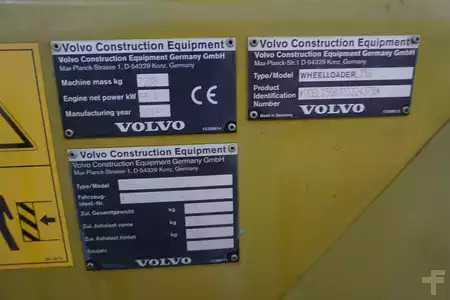 Volvo Construction Equipment
Volvo Construction Equipment Germany GmbH
Max-Planck-Strasse 1, D-54329 Konz, Germany
Machine mass kg
Engine net power kW
Manufacturing year
CE
VOLVO
15208614
Volvo Construction Equipment
Volvo Construction Equipment Germany GmbH
Max-Planck-Str.1 D-54329 Konz, Germany
Type/Model WHEELOADER
Product
Identification
Number
Made in Germany
VOLVO
15208615
Volvo Construction Equipment
Volvo Construction Equipment Germany GmbH
Max-Planck-Strasse 1, D-54329 Konz, Germany
Type/Model
Fahrzeug-
ident.-Nr.
Zul. Gesamtgewicht kg
Zul. Achslast vorne kg
Zul. Achslast hinten kg
Baujahr
VOLVO